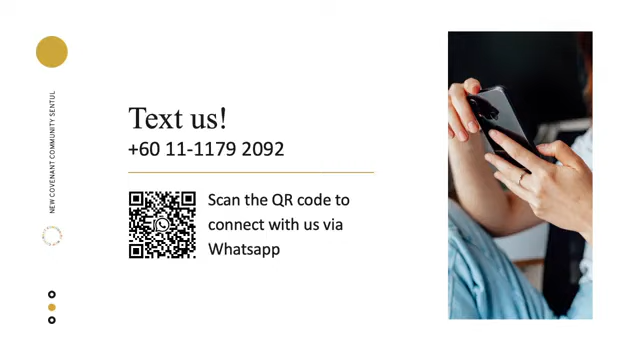 NEW COVENANT COMMUNITY SENTUL
Text us!
+60 11-1179 2092
Scan the QR code to
connect with us via
Whatsapp